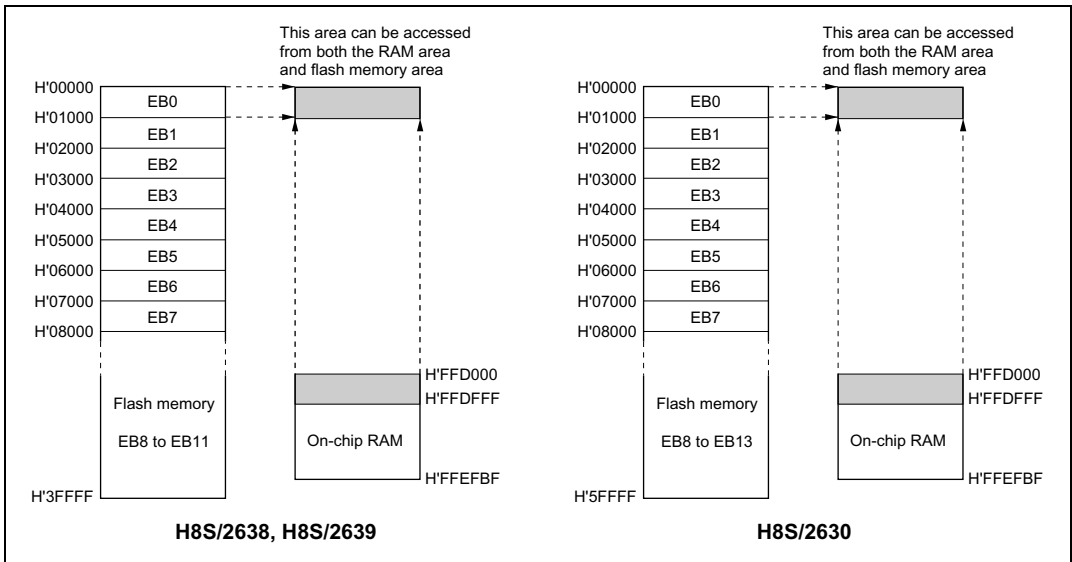 This area can be accessed
from both the RAM area
and flash memory area
H'00000
EB0
H'01000
EB1
H'02000
EB2
H'03000
EB3
H'04000
EB4
H'05000
EB5
H'06000
EB6
H'07000
EB7
H'08000
H'FFD000
H'FFDFFF
Flash memory
EB8 to EB11
On-chip RAM
H'FFEFBF
H'3FFFF
H8S/2638, H8S/2639
This area can be accessed
from both the RAM area
and flash memory area
H'00000
EB0
H'01000
EB1
H'02000
EB2
H'03000
EB3
H'04000
EB4
H'05000
EB5
H'06000
EB6
H'07000
EB7
H'08000
H'FFD000
H'FFDFFF
Flash memory
EB8 to EB13
On-chip RAM
H'FFEFBF
H'5FFFF
H8S/2630